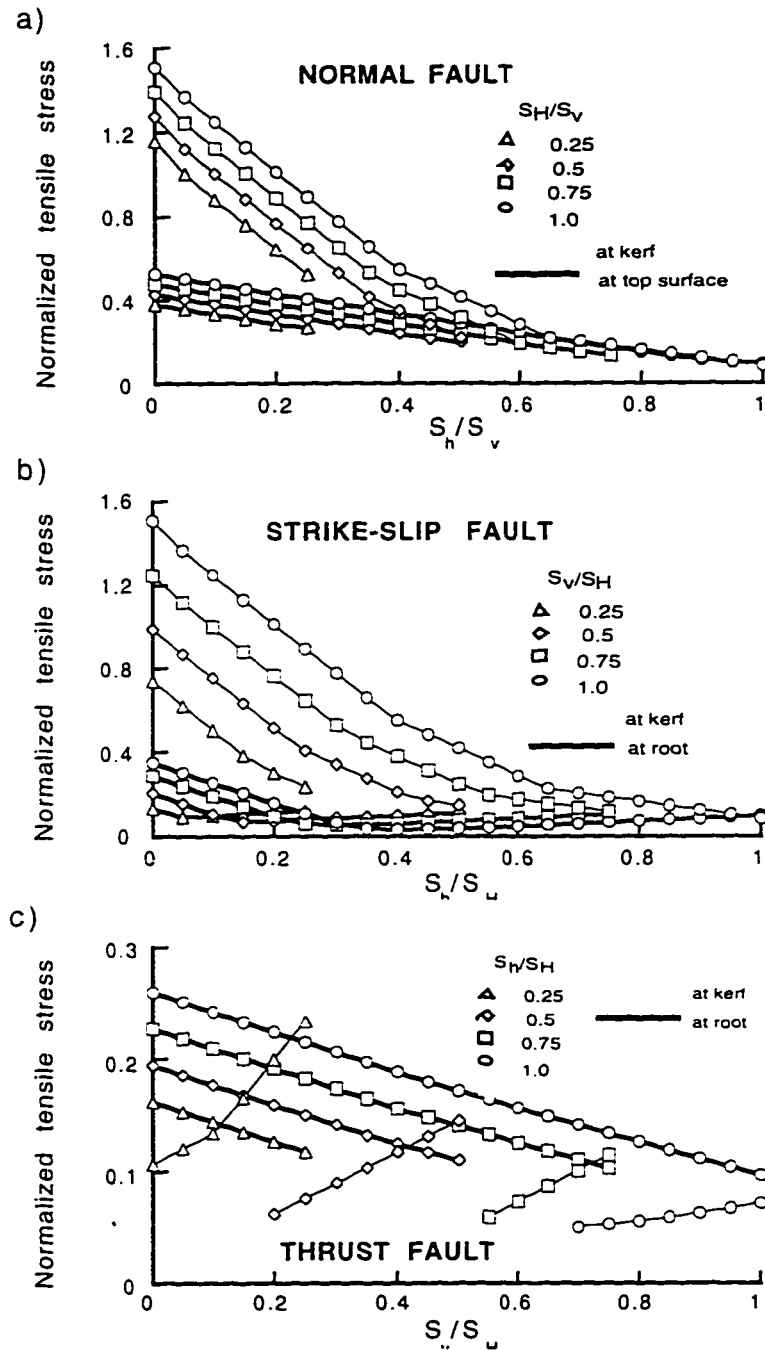 a)
Normalized tensile stress
1.6
1.2
0.8
0.4
0
NORMAL FAULT
SH/Sv
0.25
0.5
0.75
1.0
at kerf
at top surface
0 0.2 0.4 0.6 0.8 1
Sh/Sv
b)
Normalized tensile stress
1.6
1.2
0.8
0.4
0
STRIKE-SLIP FAULT
Sv/SH
0.25
0.5
0.75
1.0
at kerf
at root
0 0.2 0.4 0.6 0.8 1
Sh/SH
c)
Normalized tensile stress
0.3
0.2
0.1
0
Sh/SH
0.25
0.5
0.75
1.0
at kerf
at root
THRUST FAULT
0 0.2 0.4 0.6 0.8 1